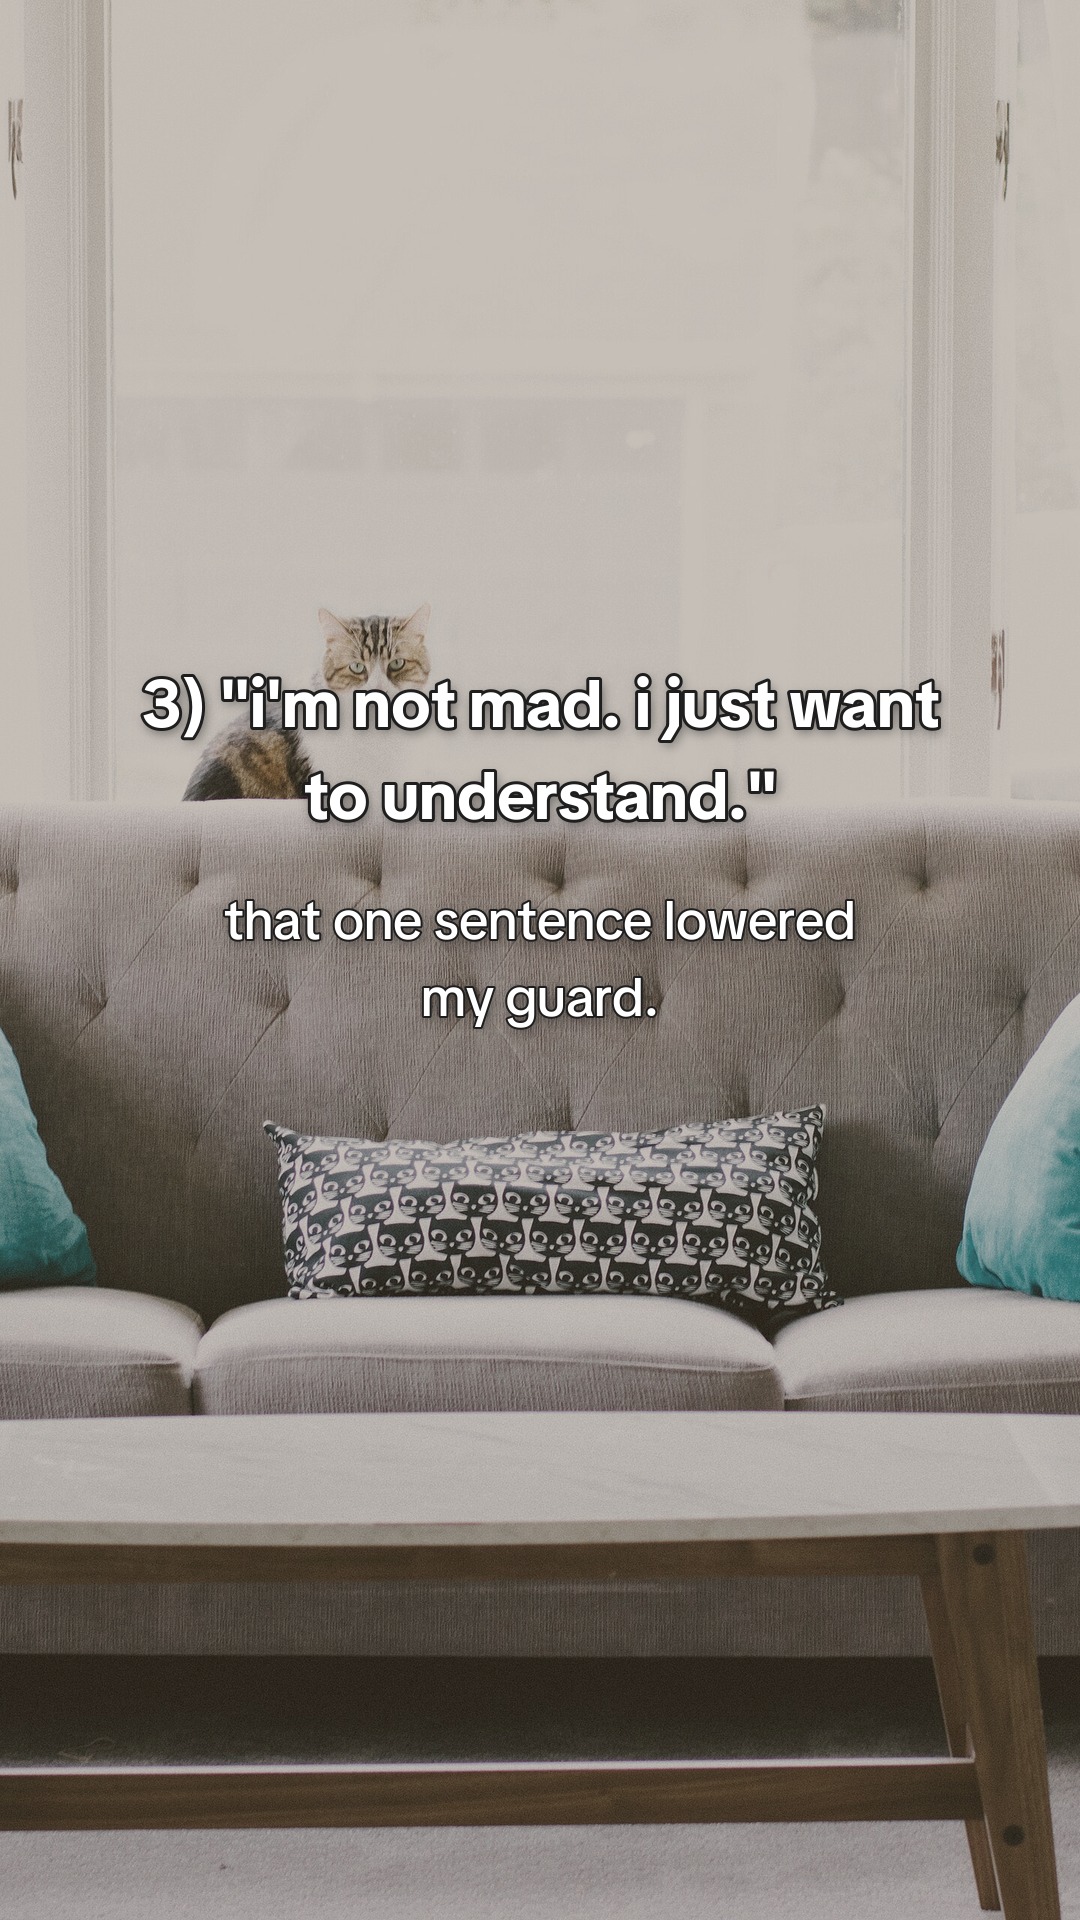 3) "i'm not mad. i just want
to understand."
that one sentence lowered
my guard.